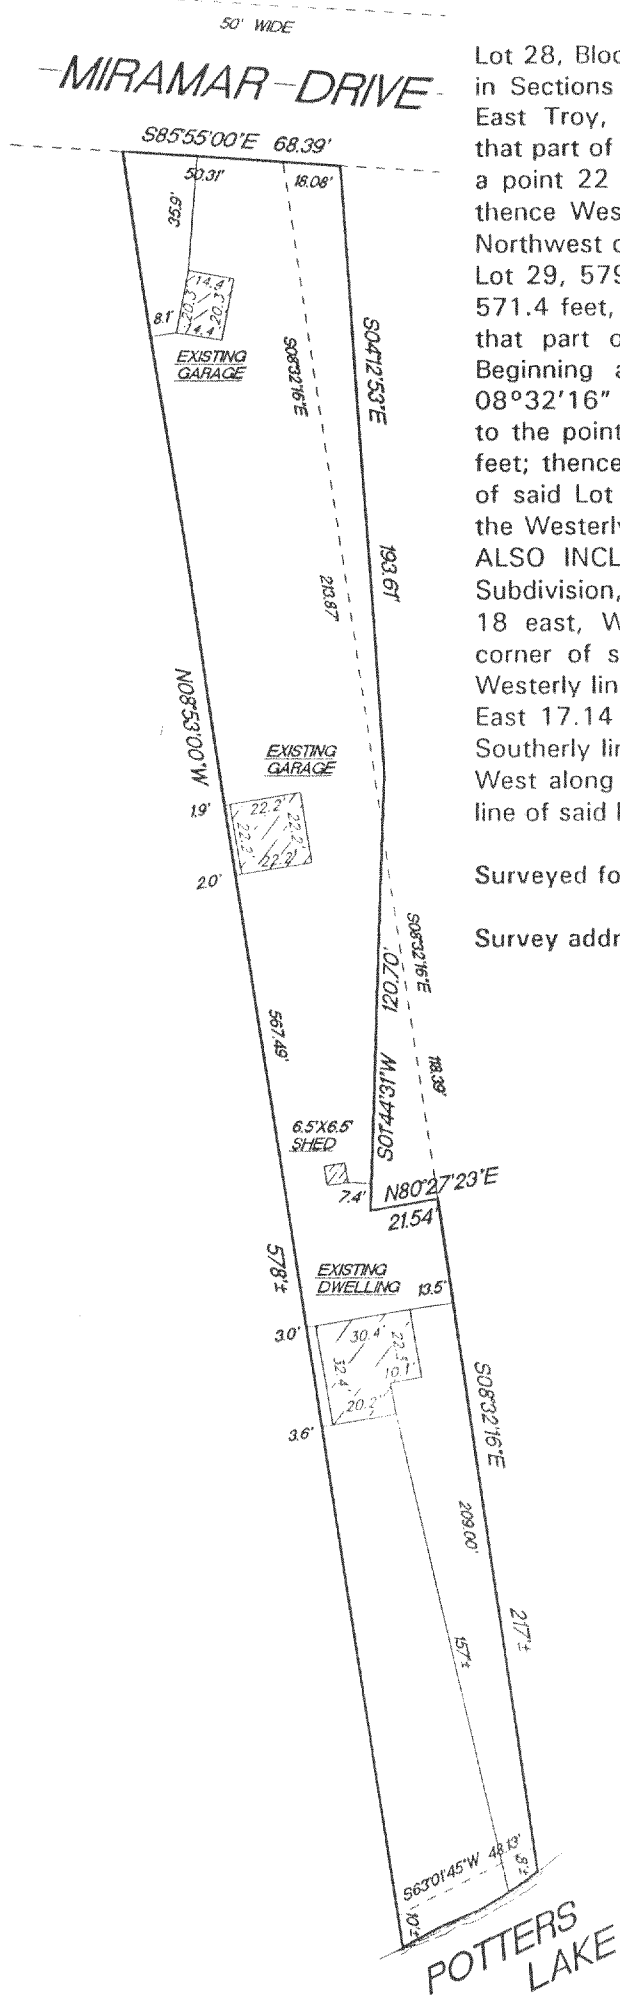 50' WIDE
MIRAMAR DRIVE
S85°55'00"E 68.39'
50.31'
18.08'
35.6'
14.4'
20.3'
20.3'
14.4'
8.1'
EXISTING
GARAGE
S08°32'16"E
S04°12'53"E
213.87'
193.61'
N08°53'00"W
EXISTING
GARAGE
1.9'
22.2'
22.2'
22.2'
22.2'
2.0'
S08°32'16"E
120.70'
567.49'
118.39'
S01°44'31"W
6.5'X6.5'
SHED
7.4'
N80°27'23"E
21.54'
578'±
EXISTING
DWELLING
13.5'
3.0'
30.4'
22.3'
32.4'
10.1'
20.2'
3.6'
S08°32'16"E
209.00'
217'±
157'±
S63°01'45"W 48.13'
8'±
10'±
POTTERS
LAKE
Lot 28, Bloc
in Sections
East Troy,
that part of
a point 22
thence Wes
Northwest c
Lot 29, 579
571.4 feet,
that part o
Beginning a
08°32'16"
to the point
feet; thence
of said Lot
the Westerly
ALSO INCL
Subdivision,
18 east, W
corner of s
Westerly lin
East 17.14
Southerly lin
West along
line of said l
Surveyed fo
Survey addr